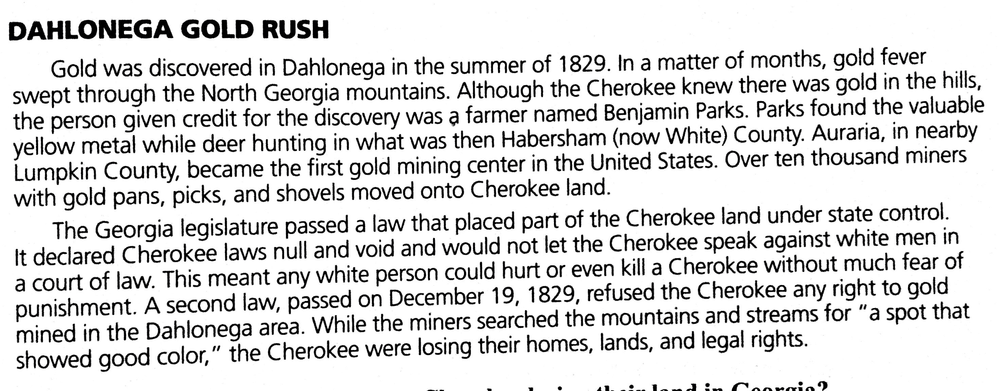 DAHLONEGA GOLD RUSH
Gold was discovered in Dahlonega in the summer of 1829. In a matter of months, gold fever
swept through the North Georgia mountains. Although the Cherokee knew there was gold in the hills,
the person given credit for the discovery was a farmer named Benjamin Parks. Parks found the valuable
yellow metal while deer hunting in what was then Habersham (now White) County. Auraria, in nearby
Lumpkin County, became the first gold mining center in the United States. Over ten thousand miners
with gold pans, picks, and shovels moved onto Cherokee land.
The Georgia legislature passed a law that placed part of the Cherokee land under state control.
It declared Cherokee laws null and void and would not let the Cherokee speak against white men in
a court of law. This meant any white person could hurt or even kill a Cherokee without much fear of
punishment. A second law, passed on December 19, 1829, refused the Cherokee any right to gold
mined in the Dahlonega area. While the miners searched the mountains and streams for "a spot that
showed good color," the Cherokee were losing their homes, lands, and legal rights.
their land in Georgia?